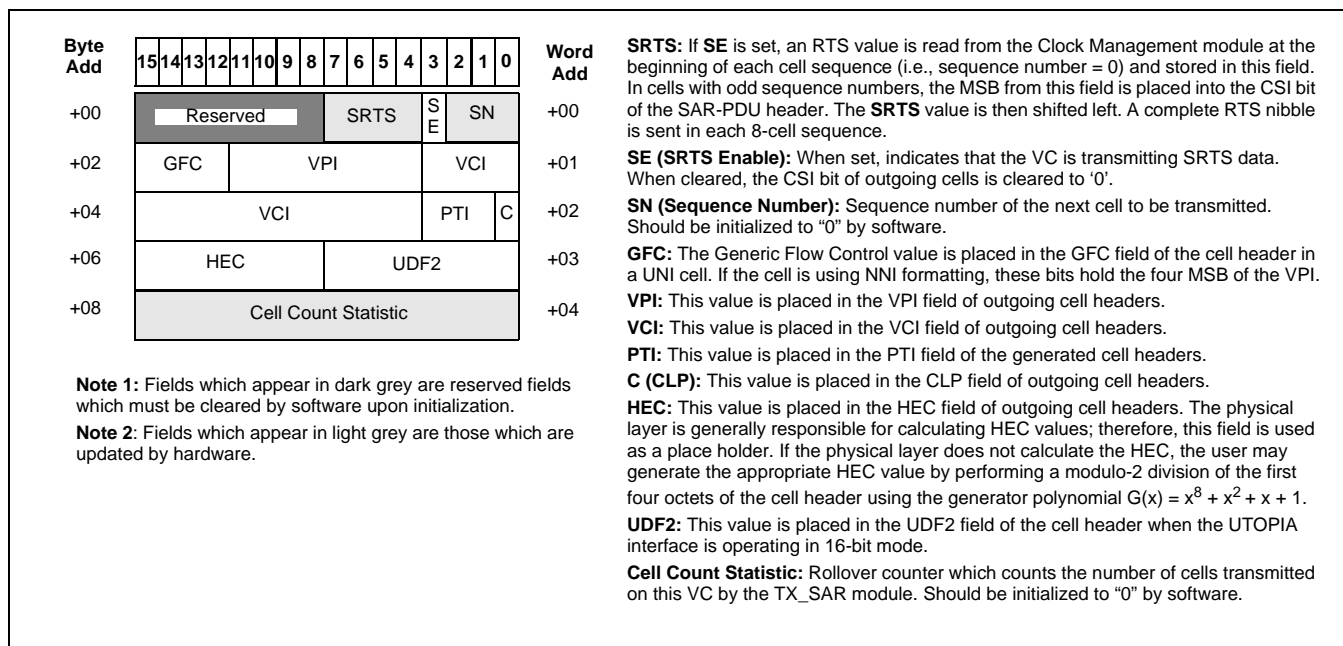 Byte Add
15 14 13 12 11 10 9 8 7 6 5 4 3 2 1 0
Word Add
+00 Reserved SRTS SE SN +00
+02 GFC VPI VCI +01
+04 VCI PTI C +02
+06 HEC UDF2 +03
+08 Cell Count Statistic +04
Note 1: Fields which appear in dark grey are reserved fields
which must be cleared by software upon initialization.
Note 2: Fields which appear in light grey are those which are
updated by hardware.
SRTS: If SE is set, an RTS value is read from the Clock Management module at the
beginning of each cell sequence (i.e., sequence number = 0) and stored in this field.
In cells with odd sequence numbers, the MSB from this field is placed into the CSI bit
of the SAR-PDU header. The SRTS value is then shifted left. A complete RTS nibble
is sent in each 8-cell sequence.
SE (SRTS Enable): When set, indicates that the VC is transmitting SRTS data.
When cleared, the CSI bit of outgoing cells is cleared to ‘0’.
SN (Sequence Number): Sequence number of the next cell to be transmitted.
Should be initialized to “0” by software.
GFC: The Generic Flow Control value is placed in the GFC field of the cell header in
a UNI cell. If the cell is using NNI formatting, these bits hold the four MSB of the VPI.
VPI: This value is placed in the VPI field of outgoing cell headers.
VCI: This value is placed in the VCI field of outgoing cell headers.
PTI: This value is placed in the PTI field of the generated cell headers.
C (CLP): This value is placed in the CLP field of outgoing cell headers.
HEC: This value is placed in the HEC field of outgoing cell headers. The physical
layer is generally responsible for calculating HEC values; therefore, this field is used
as a place holder. If the physical layer does not calculate the HEC, the user may
generate the appropriate HEC value by performing a modulo-2 division of the first
four octets of the cell header using the generator polynomial G(x) = x⁸ + x² + x + 1.
UDF2: This value is placed in the UDF2 field of the cell header when the UTOPIA
interface is operating in 16-bit mode.
Cell Count Statistic: Rollover counter which counts the number of cells transmitted
on this VC by the TX_SAR module. Should be initialized to “0” by software.